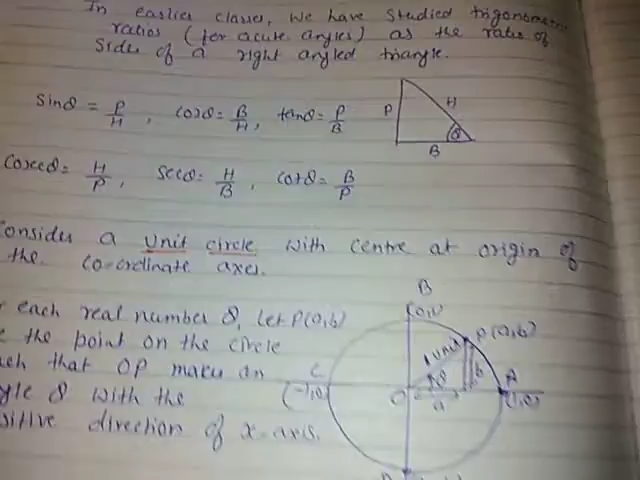 In earlier classes, we have studied trigonometric
ratios (for acute angles) as the ratio of
sides of a right angled triangle.
sinθ = P/H , cosθ = B/H , tanθ = P/B
P H θ B
Cosecθ = H/P , secθ = H/B , cotθ = B/P
Consider a unit circle with centre at origin of
the co-ordinate axes.
B
(0,1)
each real number θ, let P(a,b)
the point on the circle
that OP makes an
θ with the
direction of x-axis.
P(a,b)
1 unit
C
(-1,0)
O
θ
a
b
A
(1,0)